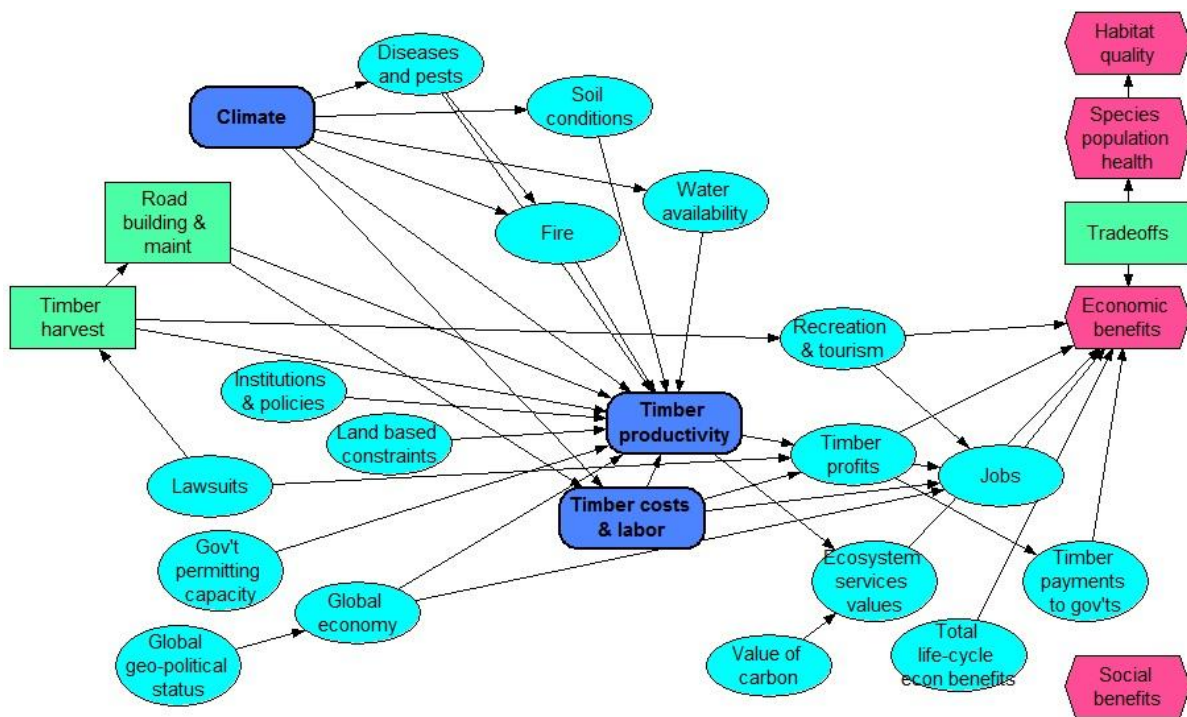 Habitat
quality
Diseases
and pests
Soil
conditions
Climate
Species
population
health
Road
building &
maint
Water
availability
Fire
Tradeoffs
Timber
harvest
Recreation
& tourism
Economic
benefits
Institutions
& policies
Land based
constraints
Timber
productivity
Timber
profits
Lawsuits
Jobs
Timber costs
& labor
Gov't
permitting
capacity
Global
economy
Ecosystem
services
values
Timber
payments
to gov'ts
Global
geo-political
status
Value of
carbon
Total
life-cycle
econ benefits
Social
benefits